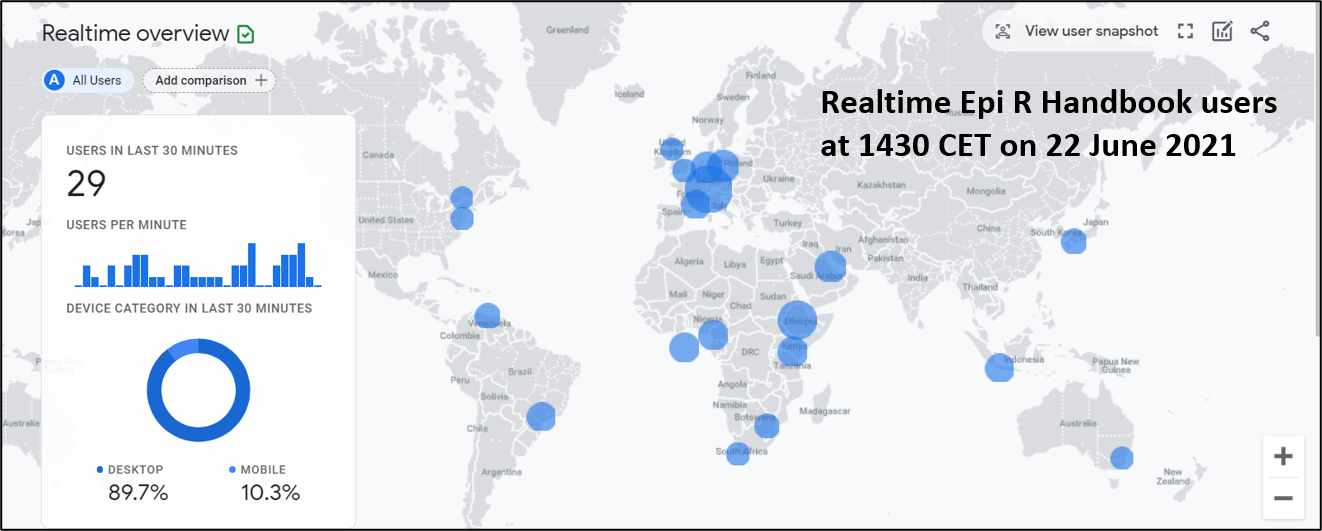 Realtime overview
View user snapshot
A All Users
Add comparison +
Realtime Epi R Handbook users
at 1430 CET on 22 June 2021
USERS IN LAST 30 MINUTES
29
USERS PER MINUTE
DEVICE CATEGORY IN LAST 30 MINUTES
DESKTOP
89.7%
MOBILE
10.3%
Greenland
Iceland
Finland
Sweden
Norway
United
Kingdom
Poland
Ukraine
Kazakhstan
Mongolia
Canada
United States
Mexico
Spain
Italy
Turkey
Iraq
Iran
Afghanistan
Pakistan
China
South Korea
Japan
India
Thailand
Algeria
Libya
Egypt
Saudi Arabia
Mali
Niger
Chad
Sudan
Nigeria
Ethiopia
DRC
Kenya
Tanzania
Angola
Namibia
Botswana
Madagascar
South Africa
Venezuela
Colombia
Peru
Brazil
Bolivia
Chile
Argentina
Indonesia
Papua New
Guinea
Australia
New
Zealand
Australia
+
−